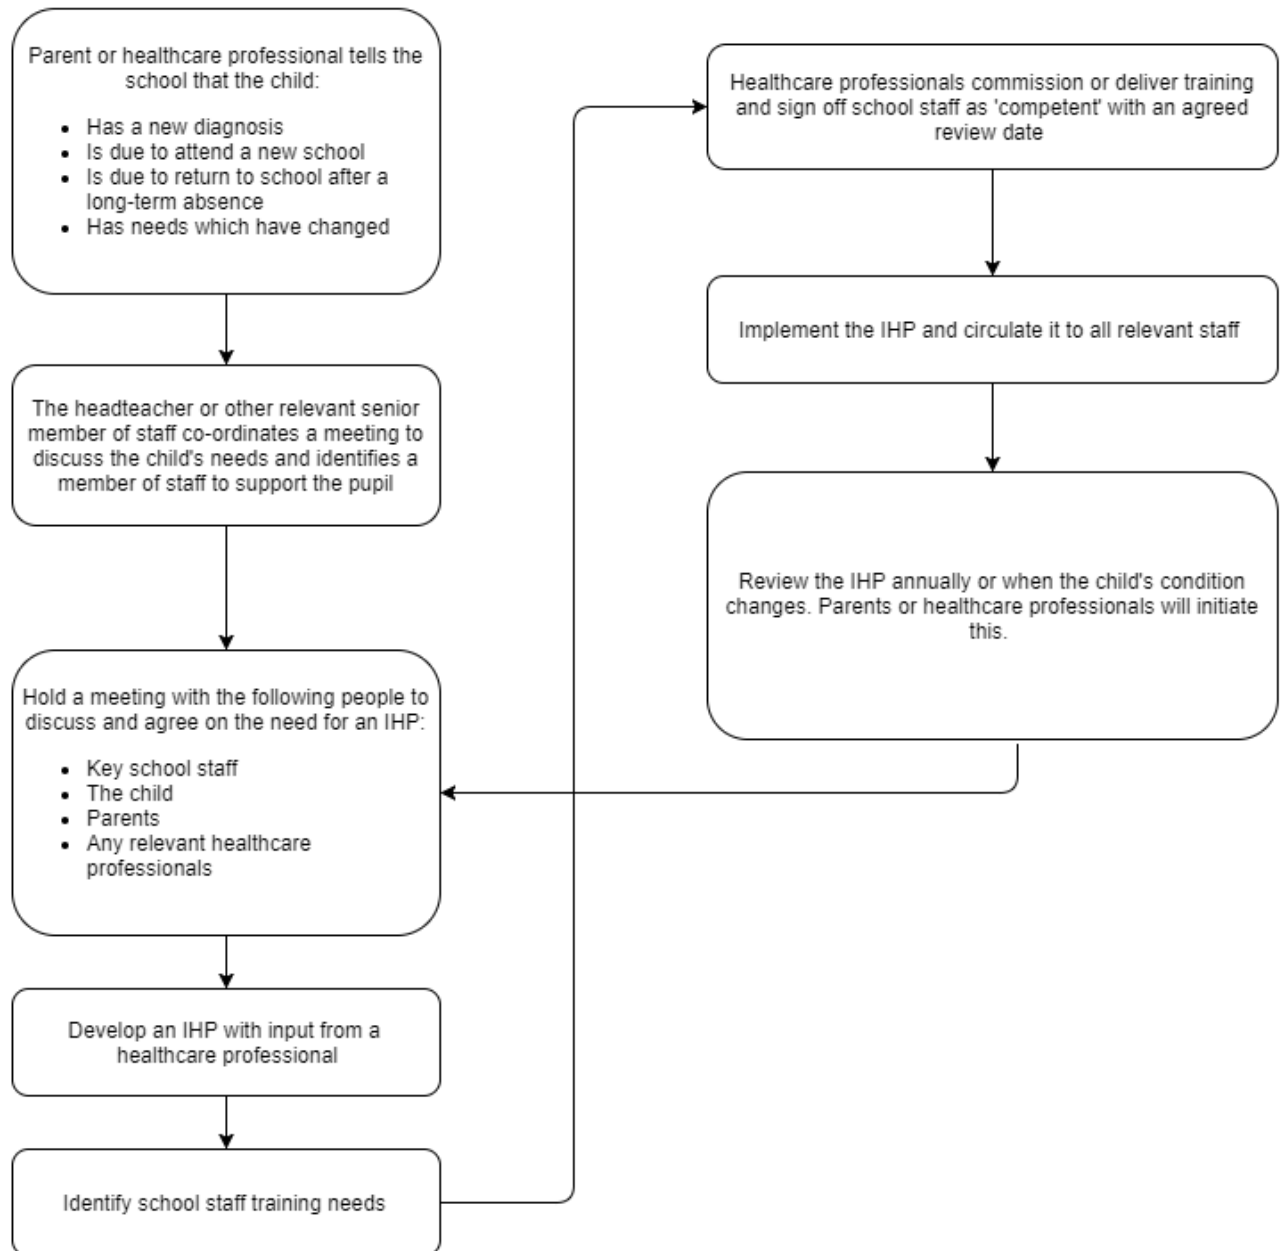 Parent or healthcare professional tells the
school that the child:
• Has a new diagnosis
• Is due to attend a new school
• Is due to return to school after a
long-term absence
• Has needs which have changed
The headteacher or other relevant senior
member of staff co-ordinates a meeting to
discuss the child's needs and identifies a
member of staff to support the pupil
Hold a meeting with the following people to
discuss and agree on the need for an IHP:
• Key school staff
• The child
• Parents
• Any relevant healthcare
professionals
Develop an IHP with input from a
healthcare professional
Identify school staff training needs
Healthcare professionals commission or deliver training
and sign off school staff as 'competent' with an agreed
review date
Implement the IHP and circulate it to all relevant staff
Review the IHP annually or when the child's condition
changes. Parents or healthcare professionals will initiate
this.